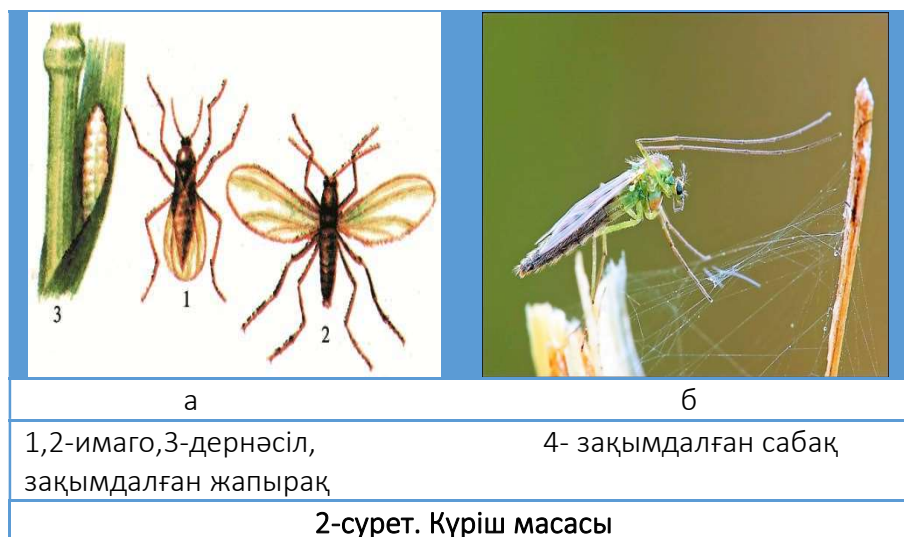 3
1
2
а
б
1,2-имаго,3-дернәсіл,
зақымдалған жапырақ
4- зақымдалған сабақ
2-сурет. Күріш масасы